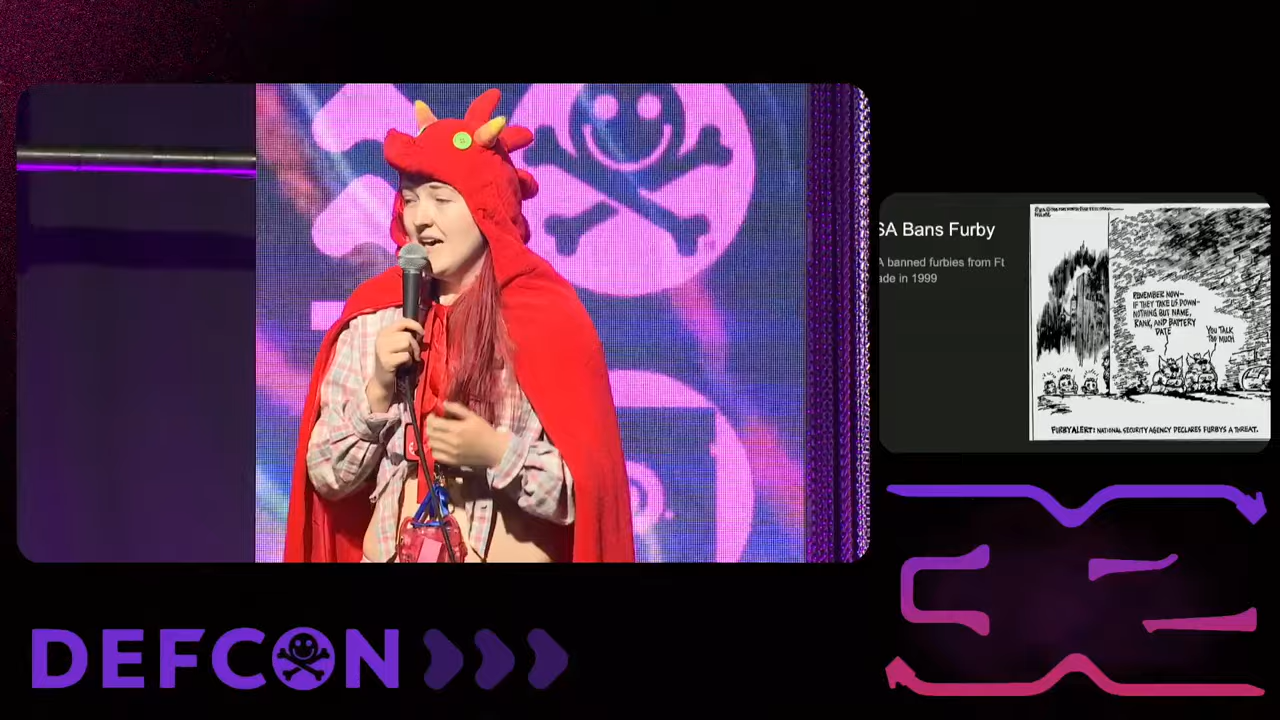 SA Bans Furby
A banned furbies from Ft
ade in 1999
REMEMBER NOW—
IF THEY TAKE US DOWN—
NOTHING BUT NAME,
RANK, AND BATTERY
DATE
YOU TALK
TOO MUCH
FURBY ALERT: NATIONAL SECURITY AGENCY DECLARES FURBYS A THREAT.
DEFCON